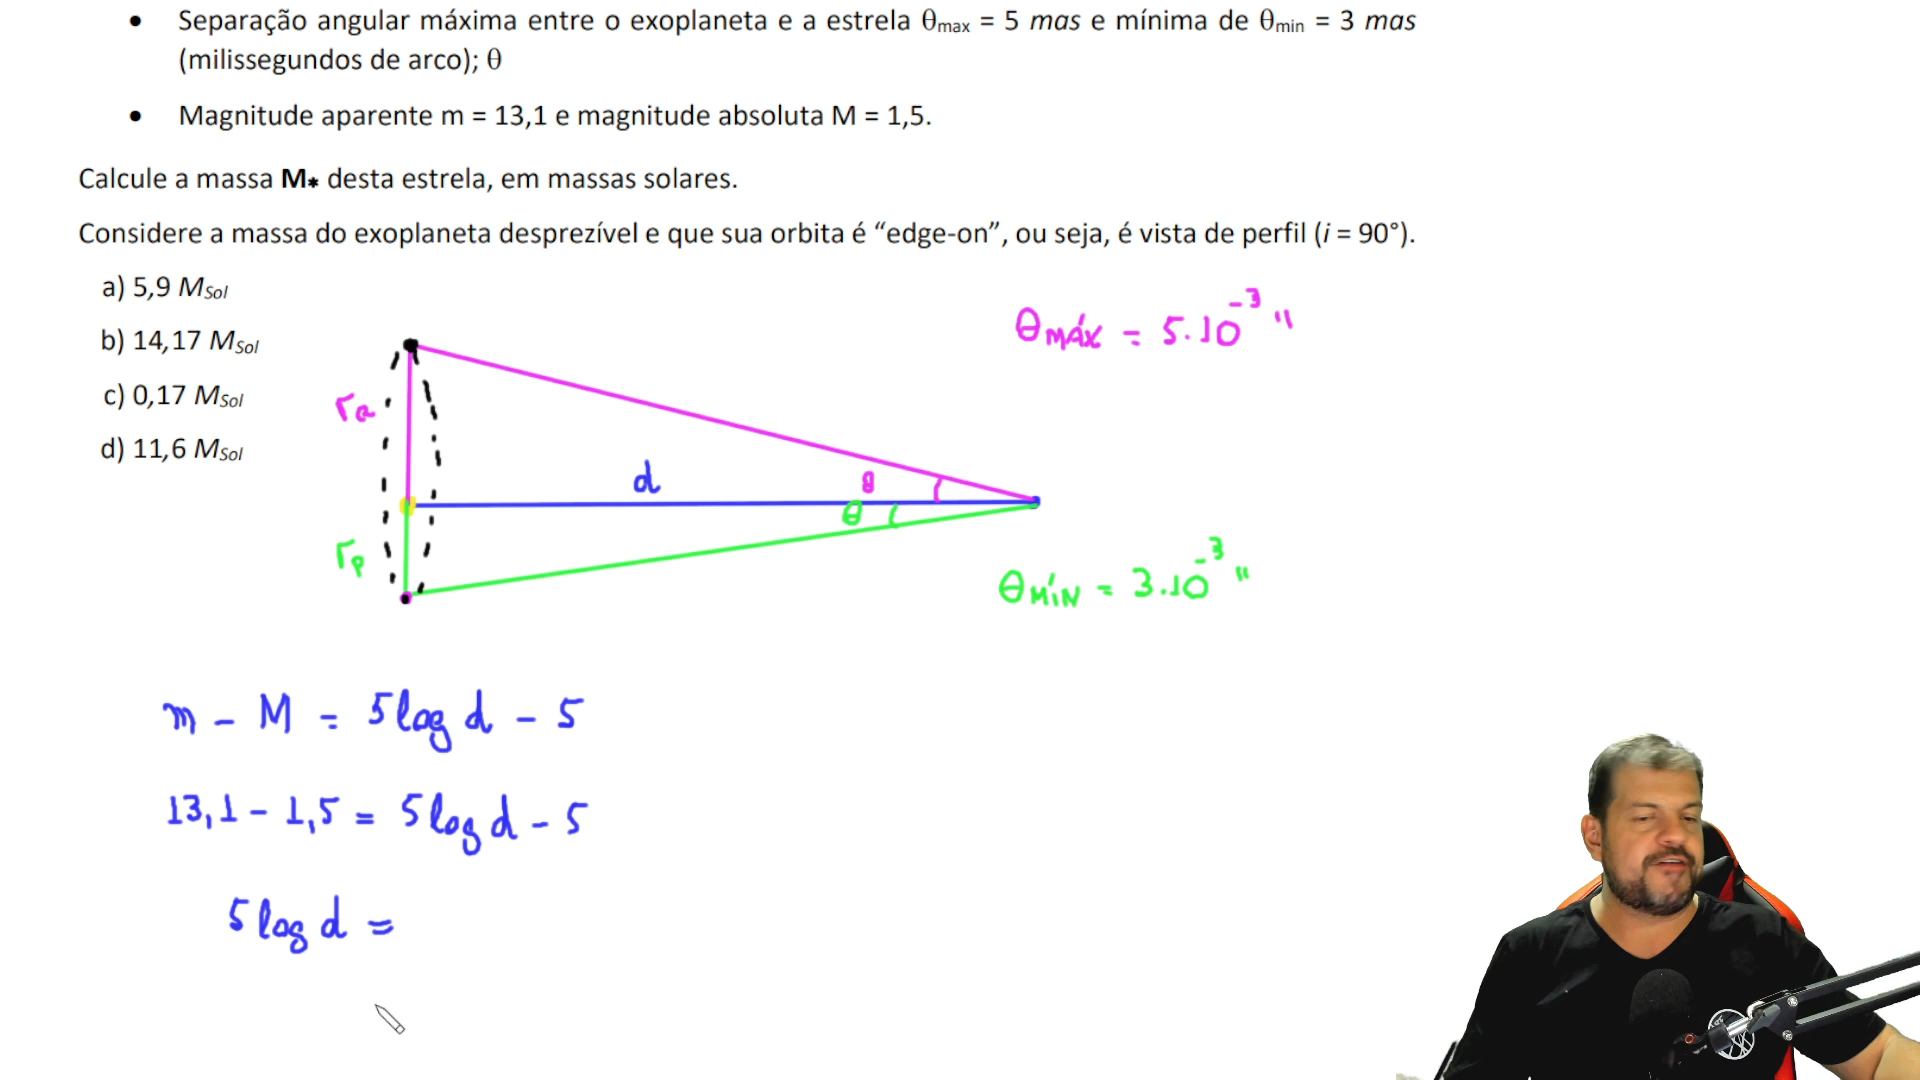 • Separação angular máxima entre o exoplaneta e a estrela θmax = 5 mas e mínima de θmin = 3 mas
(milissegundos de arco); θ
• Magnitude aparente m = 13,1 e magnitude absoluta M = 1,5.
Calcule a massa M* desta estrela, em massas solares.
Considere a massa do exoplaneta desprezível e que sua orbita é “edge-on”, ou seja, é vista de perfil (i = 90°).
a) 5,9 MSol
b) 14,17 MSol
c) 0,17 MSol
d) 11,6 MSol
θmáx = 5.10^-3 "
ra
d
θ
θ
rp
θmín = 3.10^-3 "
m - M = 5 log d - 5
13,1 - 1,5 = 5 log d - 5
5 log d =